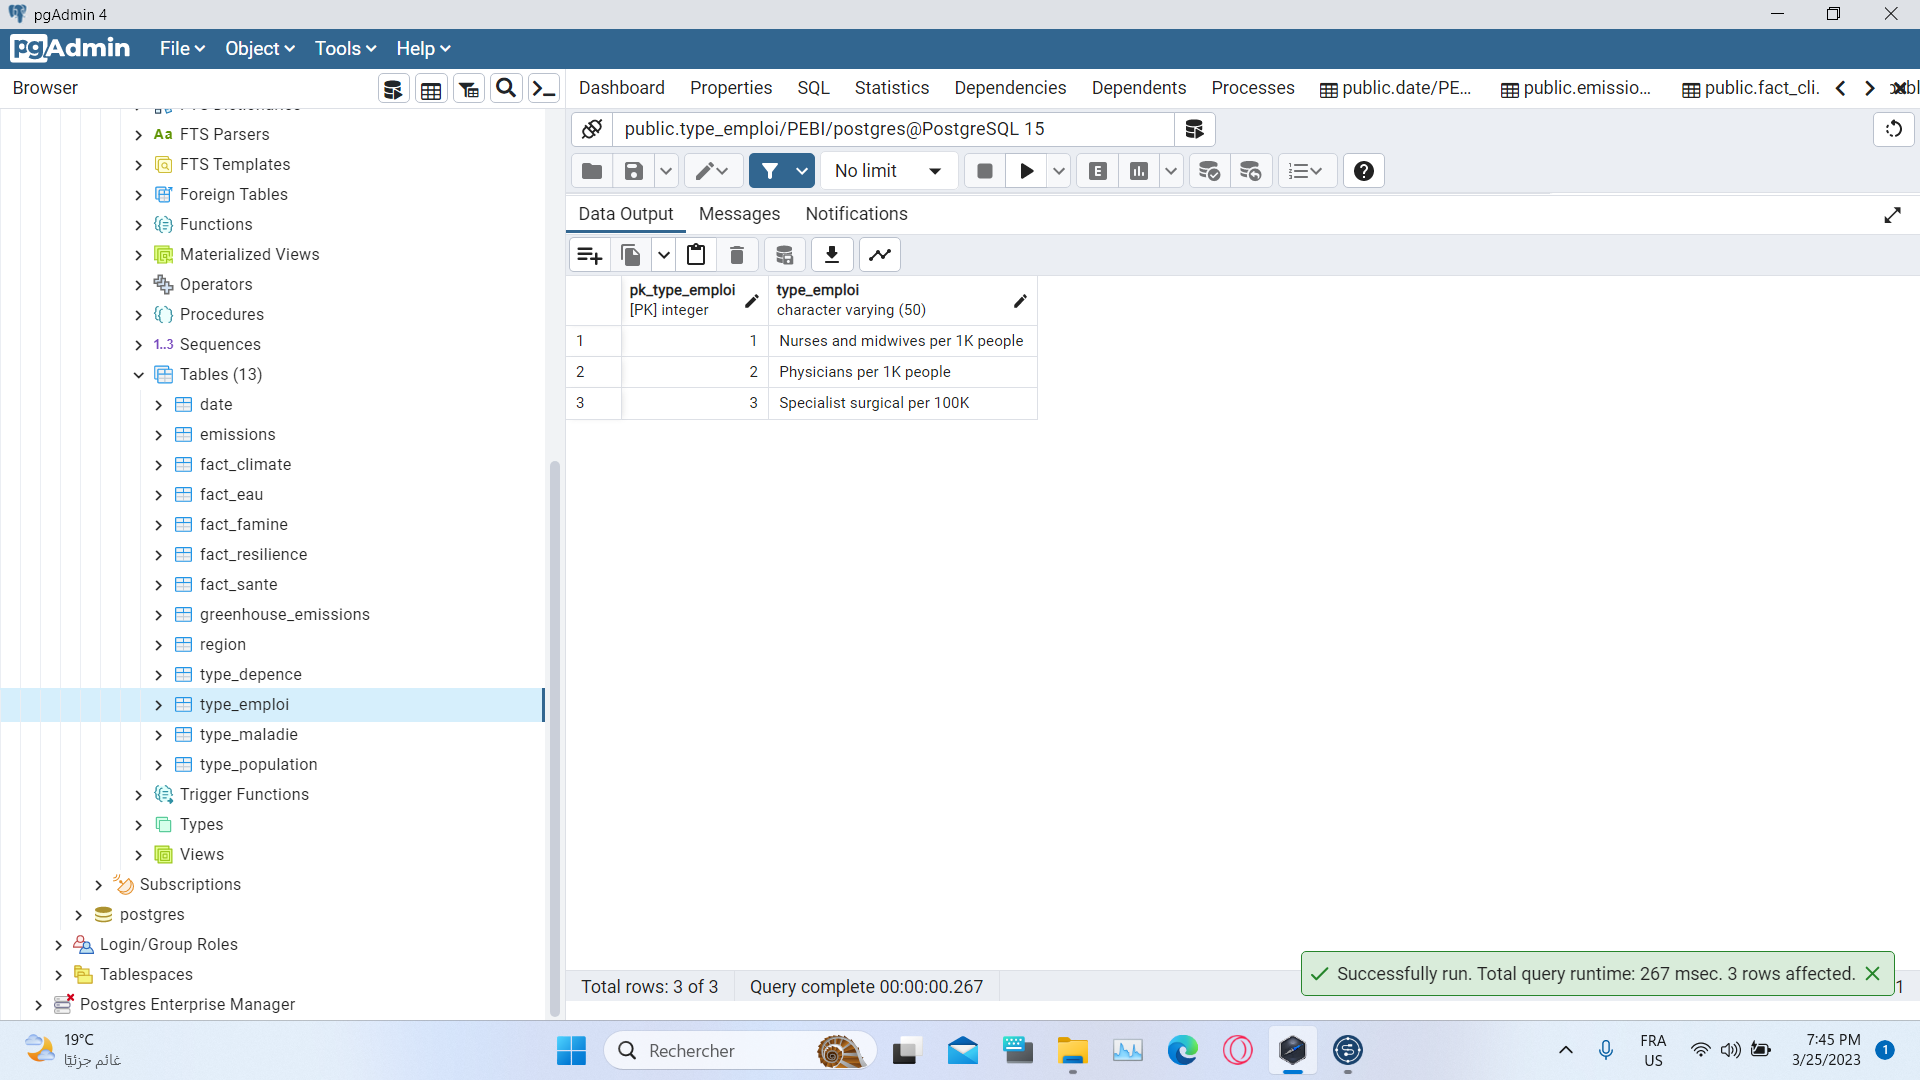 pgAdmin 4
pgAdmin File Object Tools Help
Browser
Dashboard Properties SQL Statistics Dependencies Dependents Processes public.date/PE... public.emissio... public.fact_cli.
public.type_emploi/PEBI/postgres@PostgreSQL 15
No limit
Data Output Messages Notifications
pk_type_emploi
[PK] integer
type_emploi
character varying (50)
1 1 Nurses and midwives per 1K people
2 2 Physicians per 1K people
3 3 Specialist surgical per 100K
Aa FTS Parsers
FTS Templates
Foreign Tables
Functions
Materialized Views
Operators
Procedures
1..3 Sequences
Tables (13)
date
emissions
fact_climate
fact_eau
fact_famine
fact_resilience
fact_sante
greenhouse_emissions
region
type_depence
type_emploi
type_maladie
type_population
Trigger Functions
Types
Views
Subscriptions
postgres
Login/Group Roles
Tablespaces
Postgres Enterprise Manager
Total rows: 3 of 3 Query complete 00:00:00.267
Successfully run. Total query runtime: 267 msec. 3 rows affected.
1
19°C
غائم جزئيًا
Rechercher
FRA
US
7:45 PM
3/25/2023
1